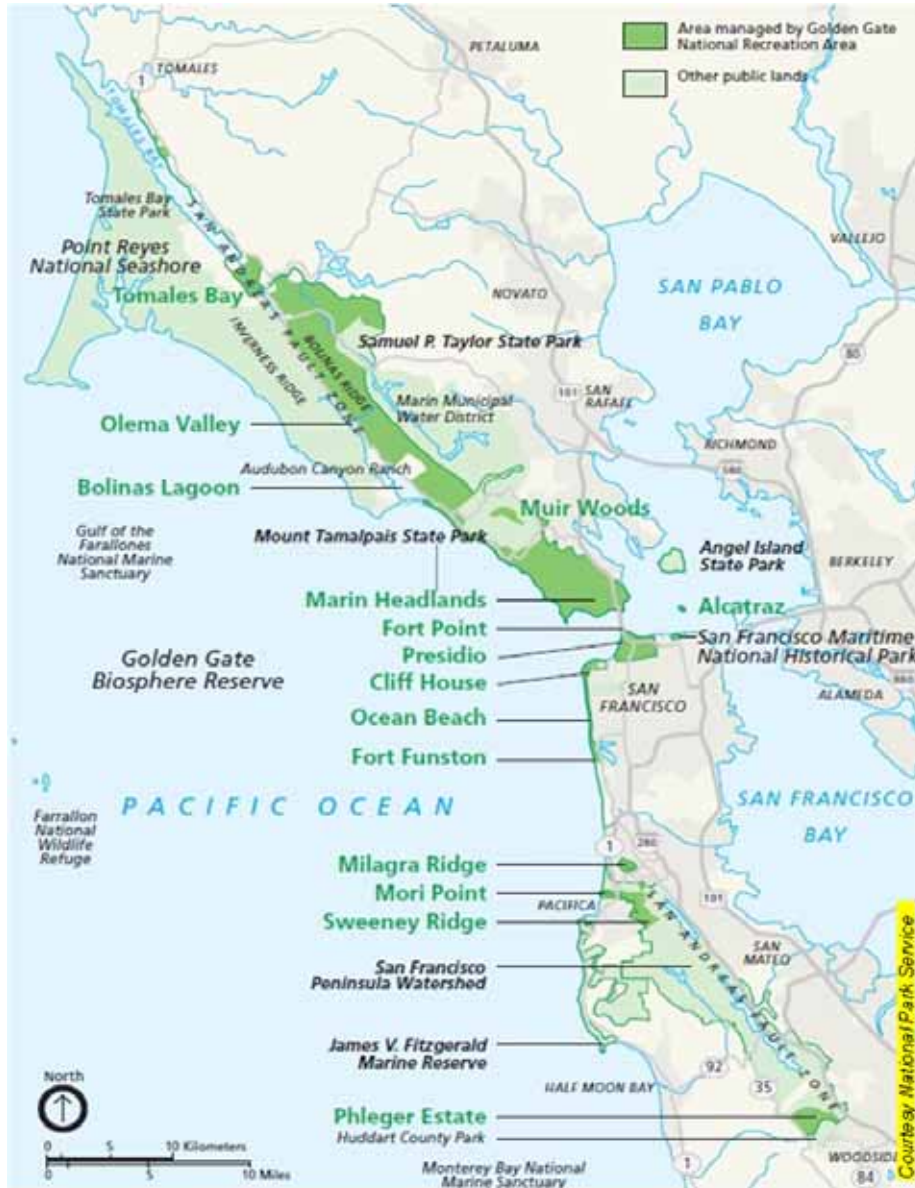 Area managed by Golden Gate
National Recreation Area
Other public lands
PETALUMA
TOMALES
1
TOMALES BAY
Tomales Bay
State Park
SAN ANDREAS FAULT ZONE
Point Reyes
National Seashore
Tomales Bay
VALLEJO
SAN PABLO
BAY
NOVATO
INVERNESS RIDGE
BOLINAS RIDGE
Samuel P. Taylor State Park
80
101
SAN
RAFAEL
Marin Municipal
Water District
Olema Valley
RICHMOND
580
Audubon Canyon Ranch
Bolinas Lagoon
Muir Woods
Gulf of the
Farallones
National Marine
Sanctuary
Mount Tamalpais State Park
Angel Island
State Park
BERKELEY
Marin Headlands
Alcatraz
Fort Point
Presidio
San Francisco Maritime
National Historical Park
Golden Gate
Biosphere Reserve
Cliff House
880
SAN
FRANCISCO
ALAMEDA
Ocean Beach
Fort Funston
PACIFIC OCEAN
SAN FRANCISCO
BAY
Farrallon
National
Wildlife
Refuge
1
280
Milagra Ridge
Mori Point
PACIFICA
101
Sweeney Ridge
SAN ANDREAS FAULT ZONE
SAN
MATEO
San Francisco
Peninsula Watershed
James V. Fitzgerald
Marine Reserve
North
92
HALF MOON BAY
35
Phleger Estate
Huddart County Park
0 5 10 Kilometers
0 5 10 Miles
Monterey Bay National
Marine Sanctuary
1
WOODSIDE
84
Courtesy National Park Service